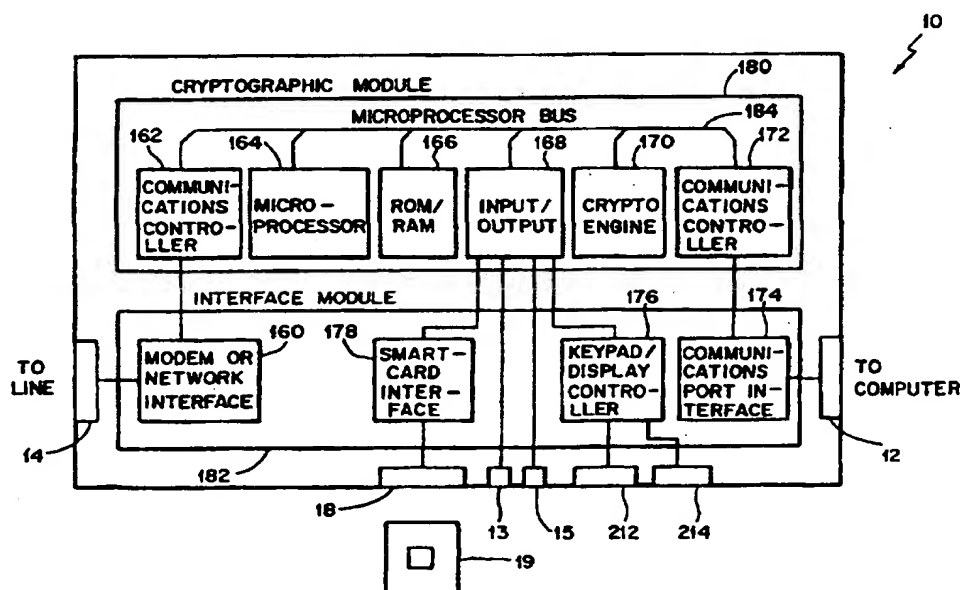 10
CRYPTOGRAPHIC MODULE
180
MICROPROCESSOR BUS
184
162
164
166
168
170
172
COMMUNI-
CATIONS
CONTRO-
LLER
MICRO-
PROCESSOR
ROM/
RAM
INPUT/
OUTPUT
CRYPTO
ENGINE
COMMUNI-
CATIONS
CONTRO-
LLER
INTERFACE MODULE
160
178
176
174
TO
LINE
MODEM OR
NETWORK
INTERFACE
SMART-
CARD
INTER-
FACE
KEYPAD/
DISPLAY
CONTRO-
LLER
COMMUNI-
CATIONS
PORT IN-
TERFACE
TO
COMPUTER
14
182
18
13
15
212
214
12
19